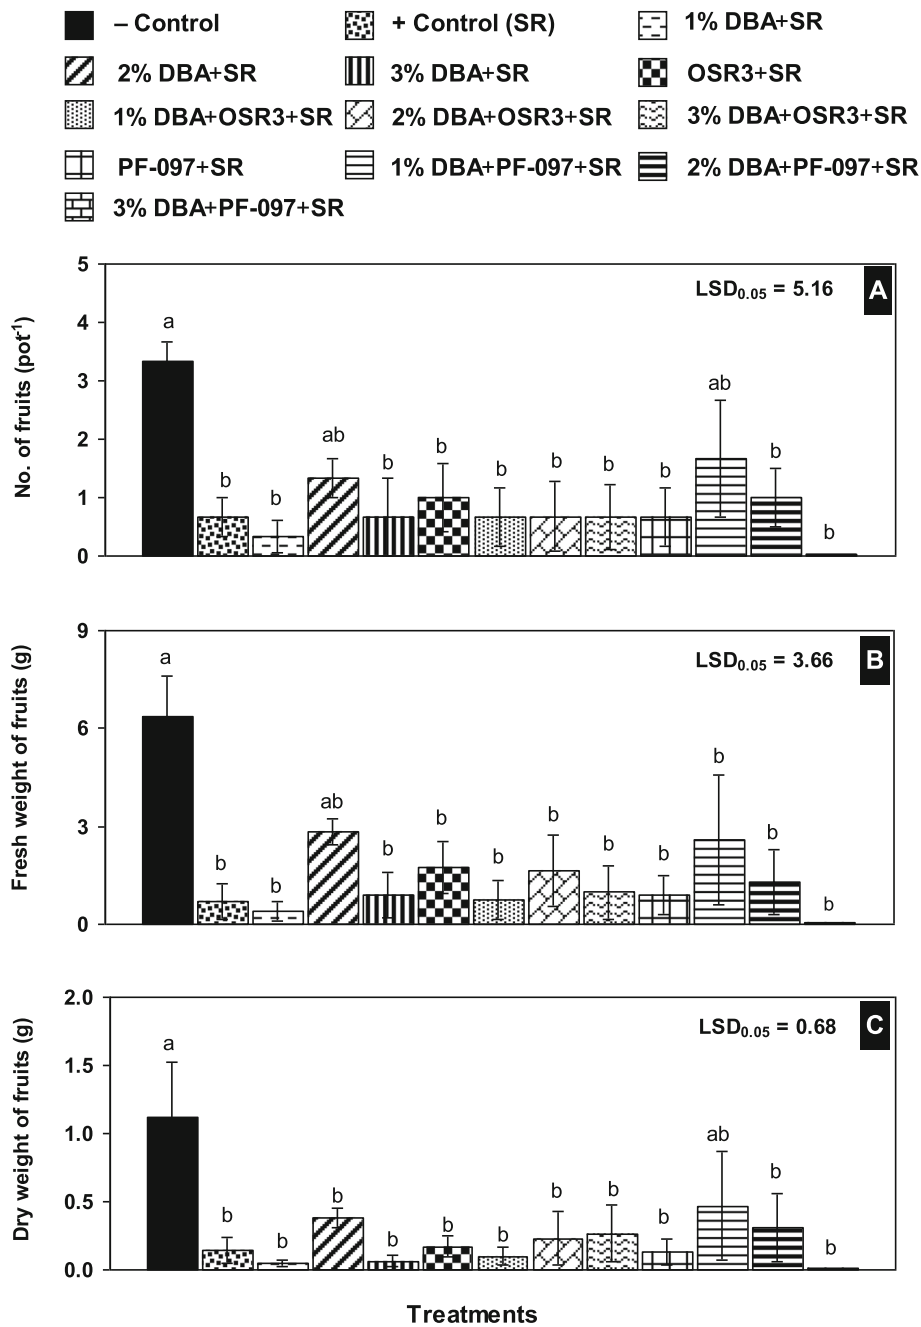 – Control
+ Control (SR)
1% DBA+SR
2% DBA+SR
3% DBA+SR
OSR3+SR
1% DBA+OSR3+SR
2% DBA+OSR3+SR
3% DBA+OSR3+SR
PF-097+SR
1% DBA+PF-097+SR
2% DBA+PF-097+SR
3% DBA+PF-097+SR
No. of fruits (pot⁻¹)
5
4
3
2
1
0
LSD₀.₀₅ = 5.16
A
a
b
b
ab
b
b
b
b
b
b
ab
b
b
Fresh weight of fruits (g)
9
6
3
0
LSD₀.₀₅ = 3.66
B
a
b
b
ab
b
b
b
b
b
b
b
b
b
Dry weight of fruits (g)
2.0
1.5
1.0
0.5
0.0
LSD₀.₀₅ = 0.68
C
a
b
b
b
b
b
b
b
b
b
ab
b
b
Treatments